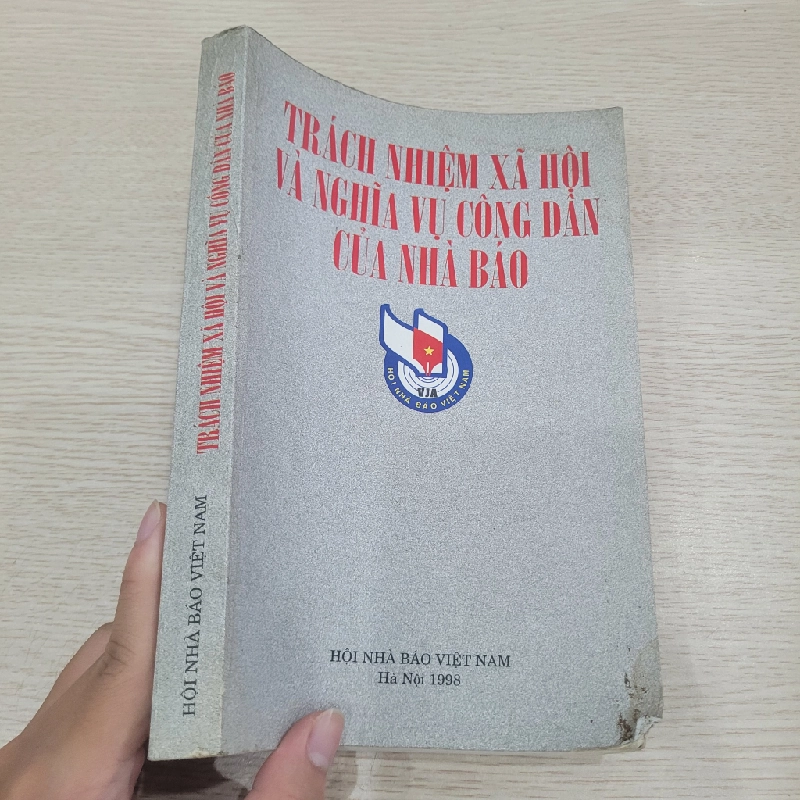 TRÁCH NHIỆM XÃ HỘI VÀ NGHĨA VỤ CÔNG DÂN CỦA NHÀ BÁO
HỘI NHÀ BÁO VIỆT NAM
TRÁCH NHIỆM XÃ HỘI
VÀ NGHĨA VỤ CÔNG DÂN
CỦA NHÀ BÁO
VJA
HỘI NHÀ BÁO VIỆT NAM
HỘI NHÀ BÁO VIỆT NAM
Hà Nội 1998